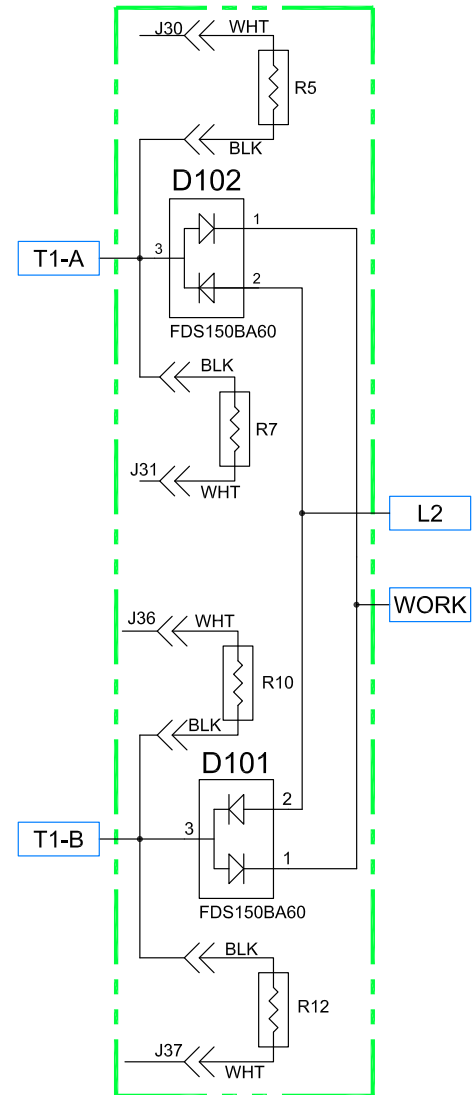 J30
WHT
R5
BLK
D102
1
T1-A
3
2
FDS150BA60
BLK
R7
J31
WHT
L2
WORK
J36
WHT
R10
BLK
D101
2
T1-B
3
1
FDS150BA60
BLK
R12
J37
WHT